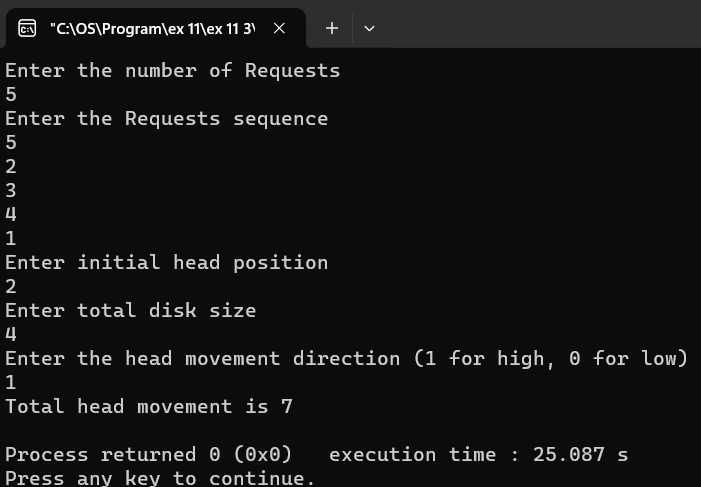 "C:\OS\Program\ex 11\ex 11 3\
Enter the number of Requests
5
Enter the Requests sequence
5
2
3
4
1
Enter initial head position
2
Enter total disk size
4
Enter the head movement direction (1 for high, 0 for low)
1
Total head movement is 7
Process returned 0 (0x0)   execution time : 25.087 s
Press any key to continue.